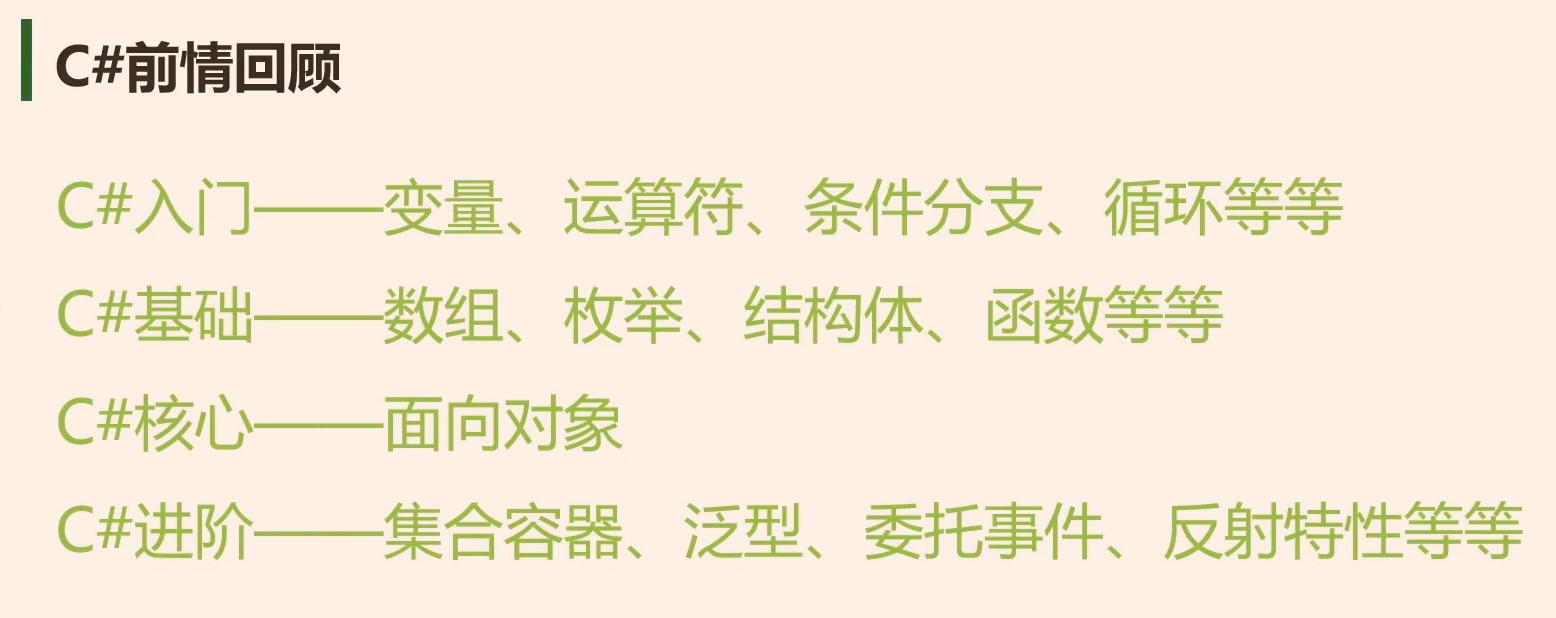 C#前情回顾
C#入门——变量、运算符、条件分支、循环等等
C#基础——数组、枚举、结构体、函数等等
C#核心——面向对象
C#进阶——集合容器、泛型、委托事件、反射特性等等